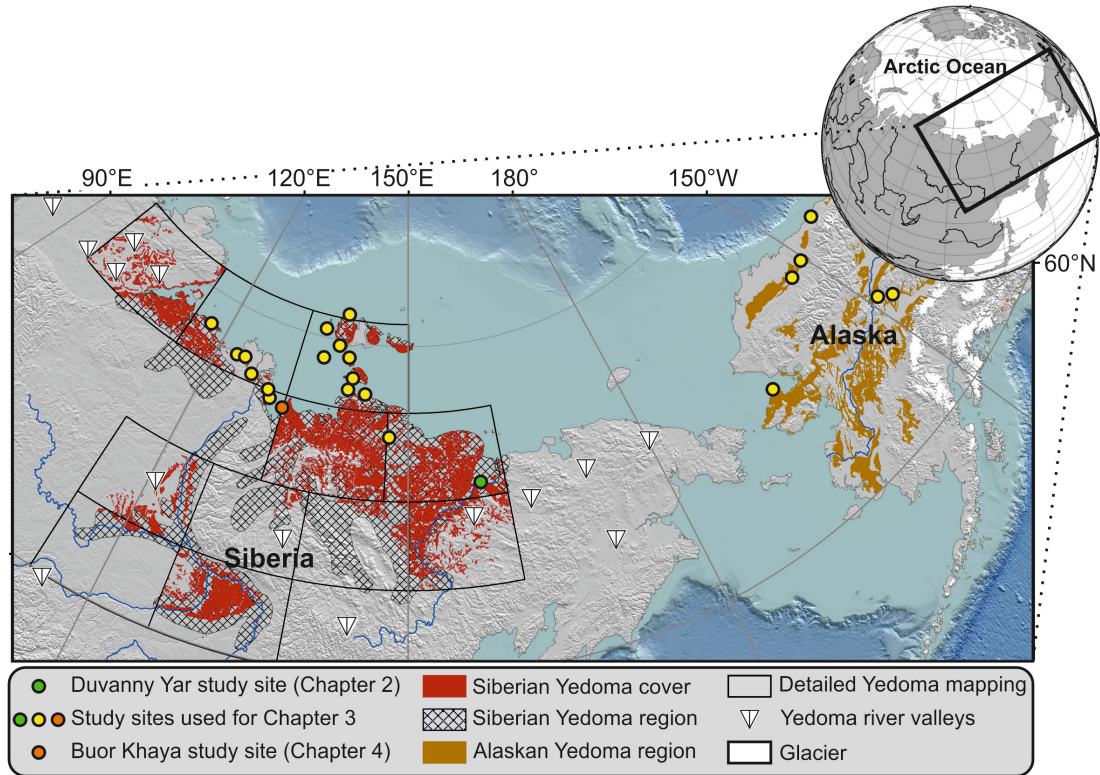 Arctic Ocean
90°E 120°E 150°E 180° 150°W
60°N
Alaska
Siberia
Duvanny Yar study site (Chapter 2)
Study sites used for Chapter 3
Buor Khaya study site (Chapter 4)
Siberian Yedoma cover
Siberian Yedoma region
Alaskan Yedoma region
Detailed Yedoma mapping
Yedoma river valleys
Glacier